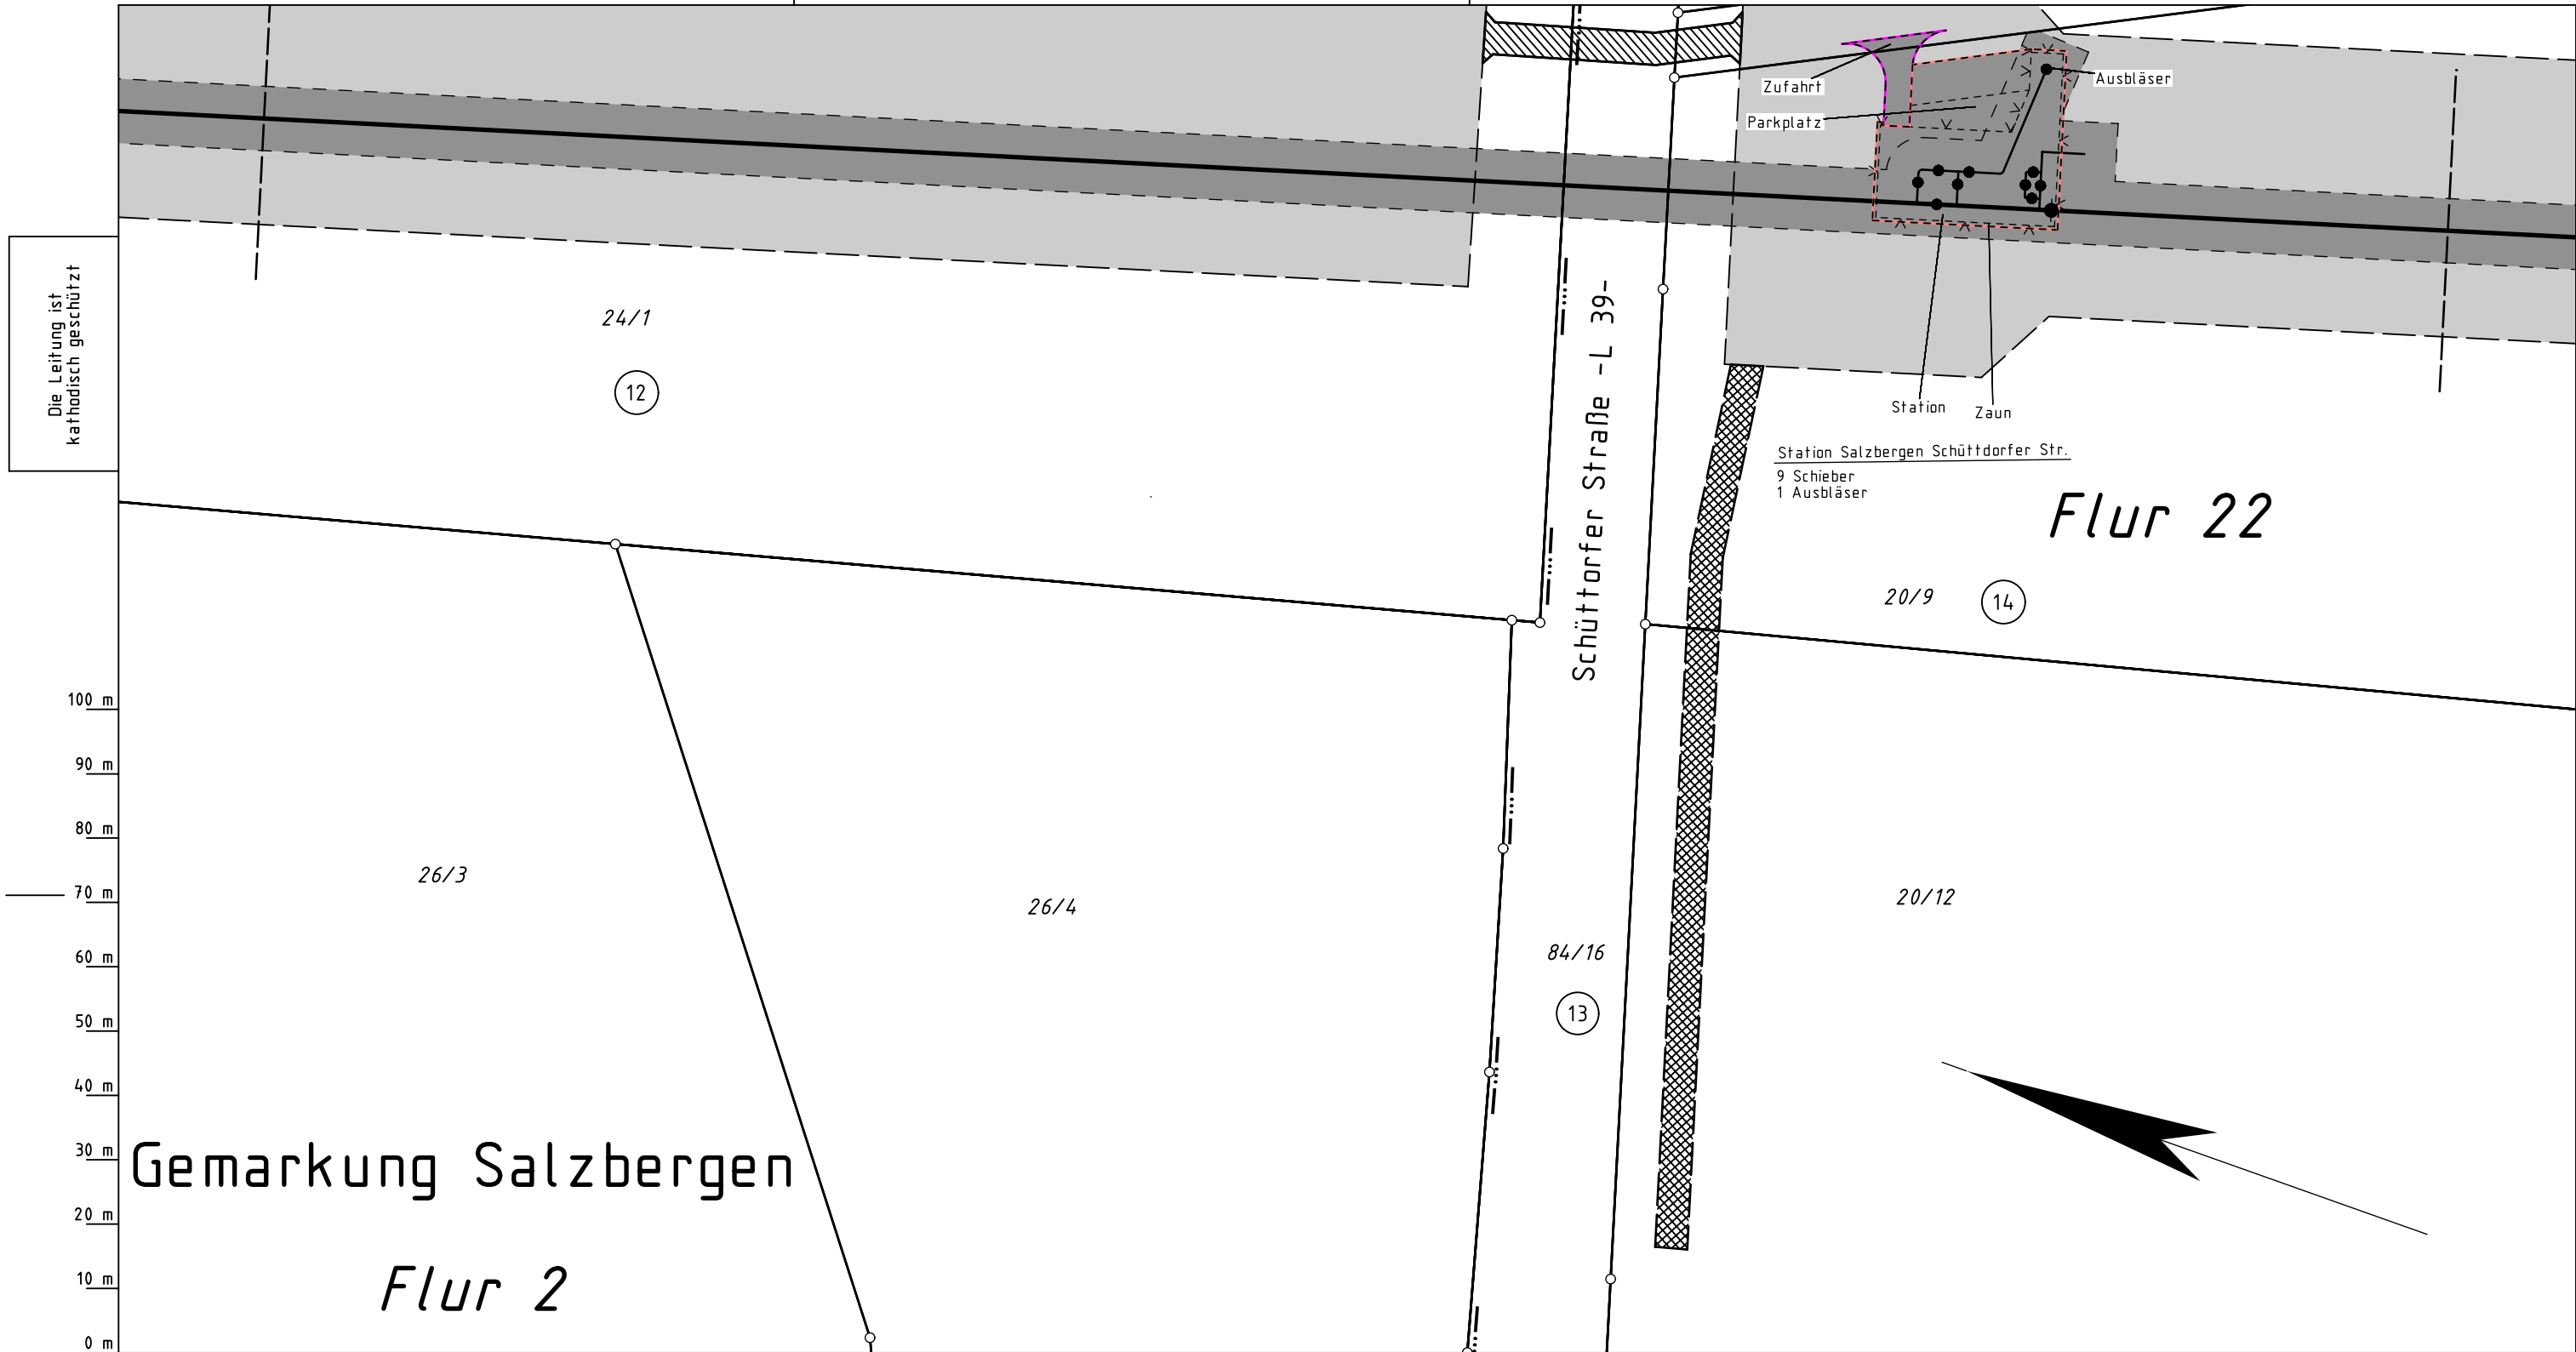 Zufahrt
Ausbläser
Parkplatz
Die Leitung ist
kathodisch geschützt
24/1
12
Schüttorfer Straße -L 39-
Station
Zaun
Station Salzbergen Schüttdorfer Str.
9 Schieber
1 Ausbläser
Flur 22
20/9
14
100 m
90 m
80 m
70 m
60 m
50 m
40 m
30 m
20 m
10 m
0 m
26/3
26/4
20/12
84/16
13
Gemarkung Salzbergen
Flur 2